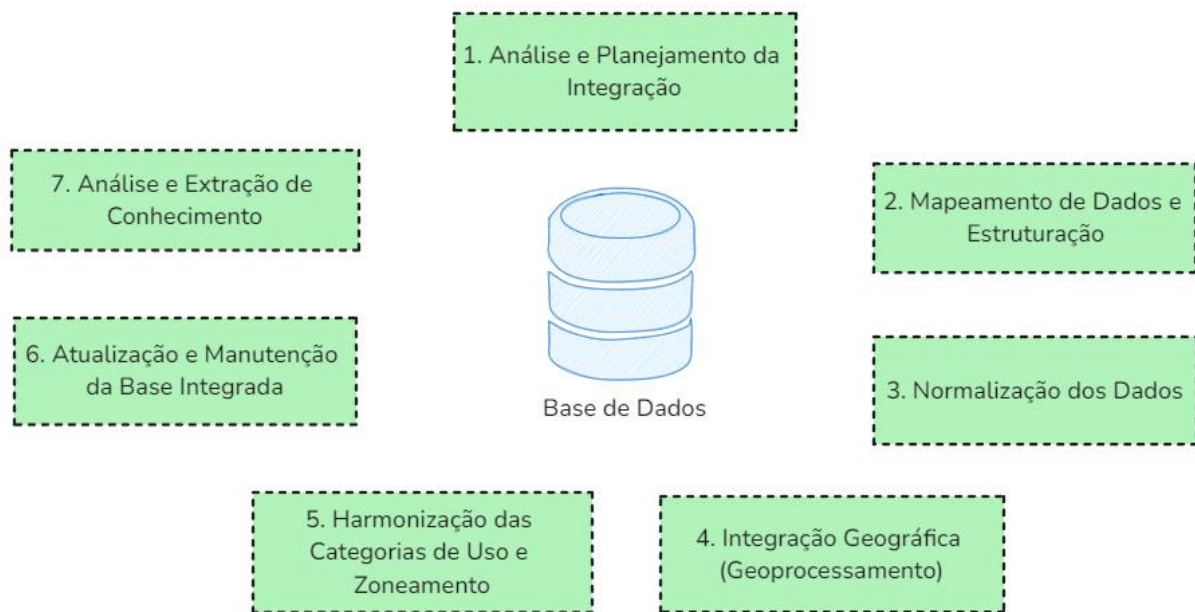 1. Análise e Planejamento da
Integração
2. Mapeamento de Dados e
Estruturação
3. Normalização dos Dados
4. Integração Geográfica
(Geoprocessamento)
5. Harmonização das
Categorias de Uso e
Zoneamento
6. Atualização e Manutenção
da Base Integrada
7. Análise e Extração de
Conhecimento
Base de Dados